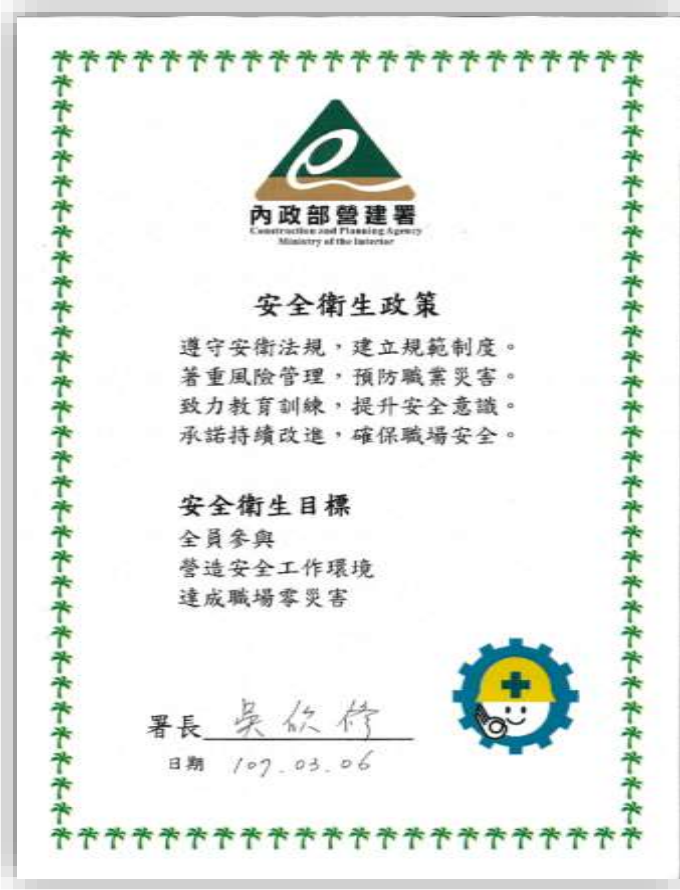 內政部營建署
Construction and Planning Agency
Ministry of the Interior
安全衛生政策
遵守安衛法規，建立規範制度。
著重風險管理，預防職業災害。
致力教育訓練，提升安全意識。
承諾持續改進，確保職場安全。
安全衛生目標
全員參與
營造安全工作環境
達成職場零災害
署長 吳欣修
日期 107.03.06